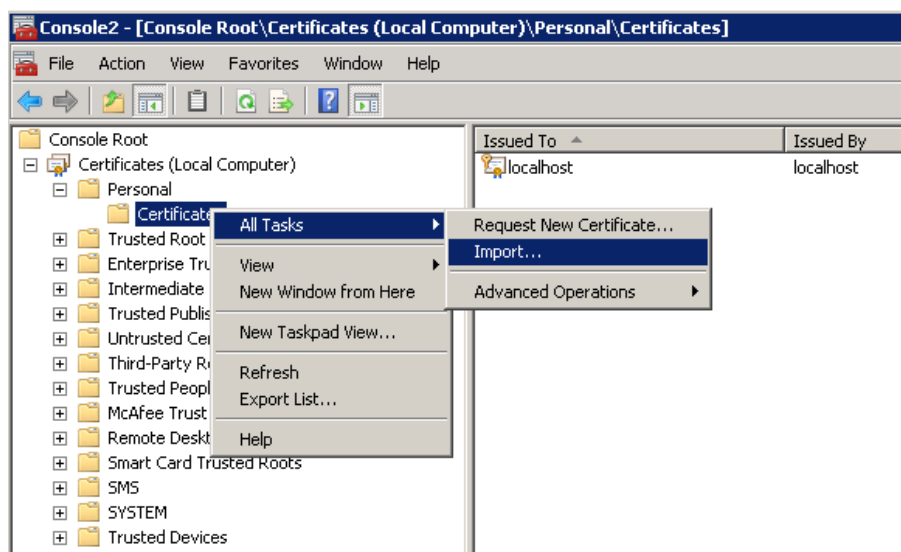 Console2 - [Console Root\Certificates (Local Computer)\Personal\Certificates]
File Action View Favorites Window Help
Console Root
Certificates (Local Computer)
Personal
Certificate
Trusted Root
Enterprise Tru
Intermediate
Trusted Publis
Untrusted Cer
Third-Party R
Trusted Peopl
McAfee Trust
Remote Deskt
Smart Card Trusted Roots
SMS
SYSTEM
Trusted Devices
All Tasks
View
New Window from Here
New Taskpad View...
Refresh
Export List...
Help
Request New Certificate...
Import...
Advanced Operations
Issued To Issued By
localhost localhost